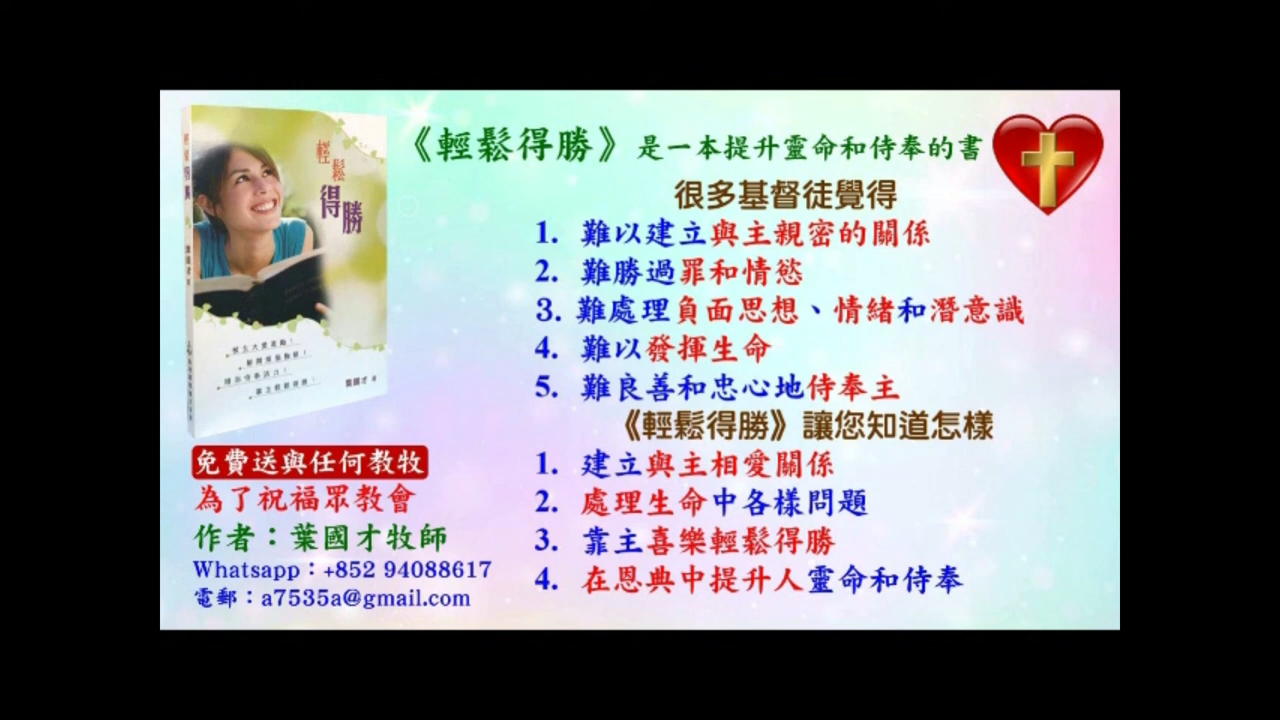 《輕鬆得勝》是一本提升靈命和侍奉的書
很多基督徒覺得
1. 難以建立與主親密的關係
2. 難勝過罪和情慾
3. 難處理負面思想、情緒和潛意識
4. 難以發揮生命
5. 難良善和忠心地侍奉主
《輕鬆得勝》讓您知道怎樣
1. 建立與主相愛關係
2. 處理生命中各樣問題
3. 靠主喜樂輕鬆得勝
4. 在恩典中提升人靈命和侍奉
輕鬆
得勝
葉國才 著
免費送與任何教牧
為了祝福眾教會
作者：葉國才牧師
Whatsapp：+852 94088617
電郵：a7535a@gmail.com